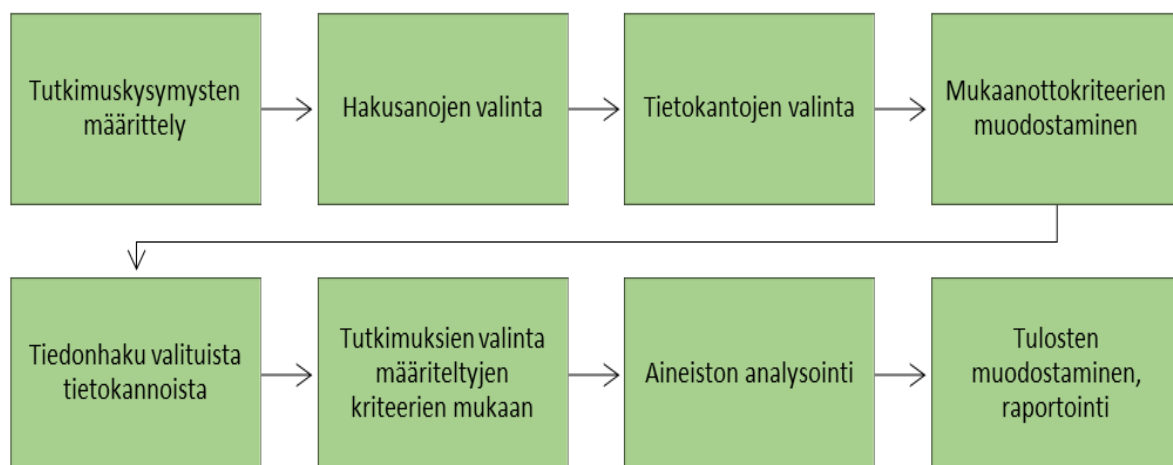 Tutkimuskysymysten
määrittely
Hakusanojen valinta
Tietokantojen valinta
Mukaanottokriteerien
muodostaminen
Tiedonhaku valituista
tietokannoista
Tutkimuksien valinta
määriteltyjen
kriteerien mukaan
Aineiston analysointi
Tulosten
muodostaminen,
raportointi